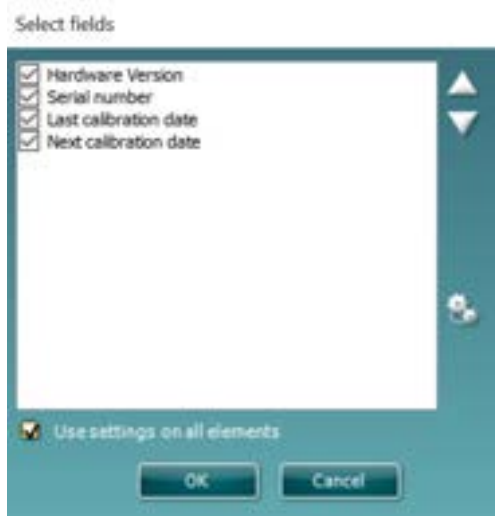 Select fields
Hardware Version
Serial number
Last calibration date
Next calibration date
Use settings on all elements
OK
Cancel